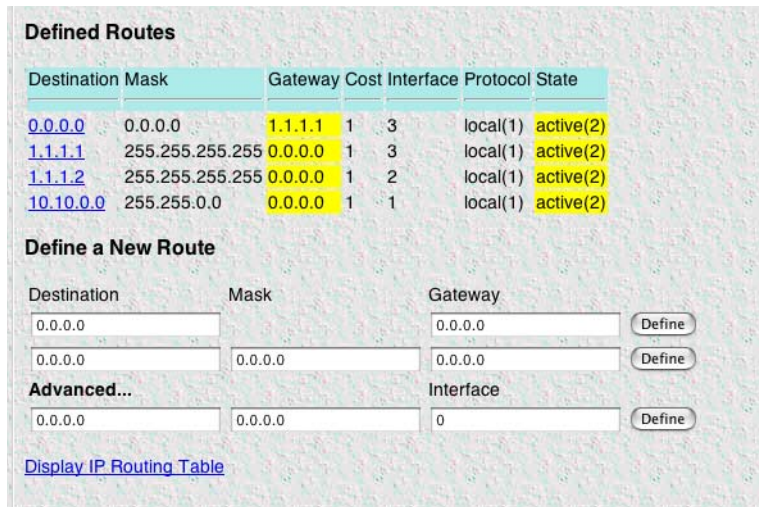 Defined Routes
Destination Mask Gateway Cost Interface Protocol State
0.0.0.0 0.0.0.0 1.1.1.1 1 3 local(1) active(2)
1.1.1.1 255.255.255.255 0.0.0.0 1 3 local(1) active(2)
1.1.1.2 255.255.255.255 0.0.0.0 1 2 local(1) active(2)
10.10.0.0 255.255.0.0 0.0.0.0 1 1 local(1) active(2)
Define a New Route
Destination Mask Gateway
0.0.0.0 0.0.0.0 Define
0.0.0.0 0.0.0.0 0.0.0.0 Define
Advanced... Interface
0.0.0.0 0.0.0.0 0 Define
Display IP Routing Table